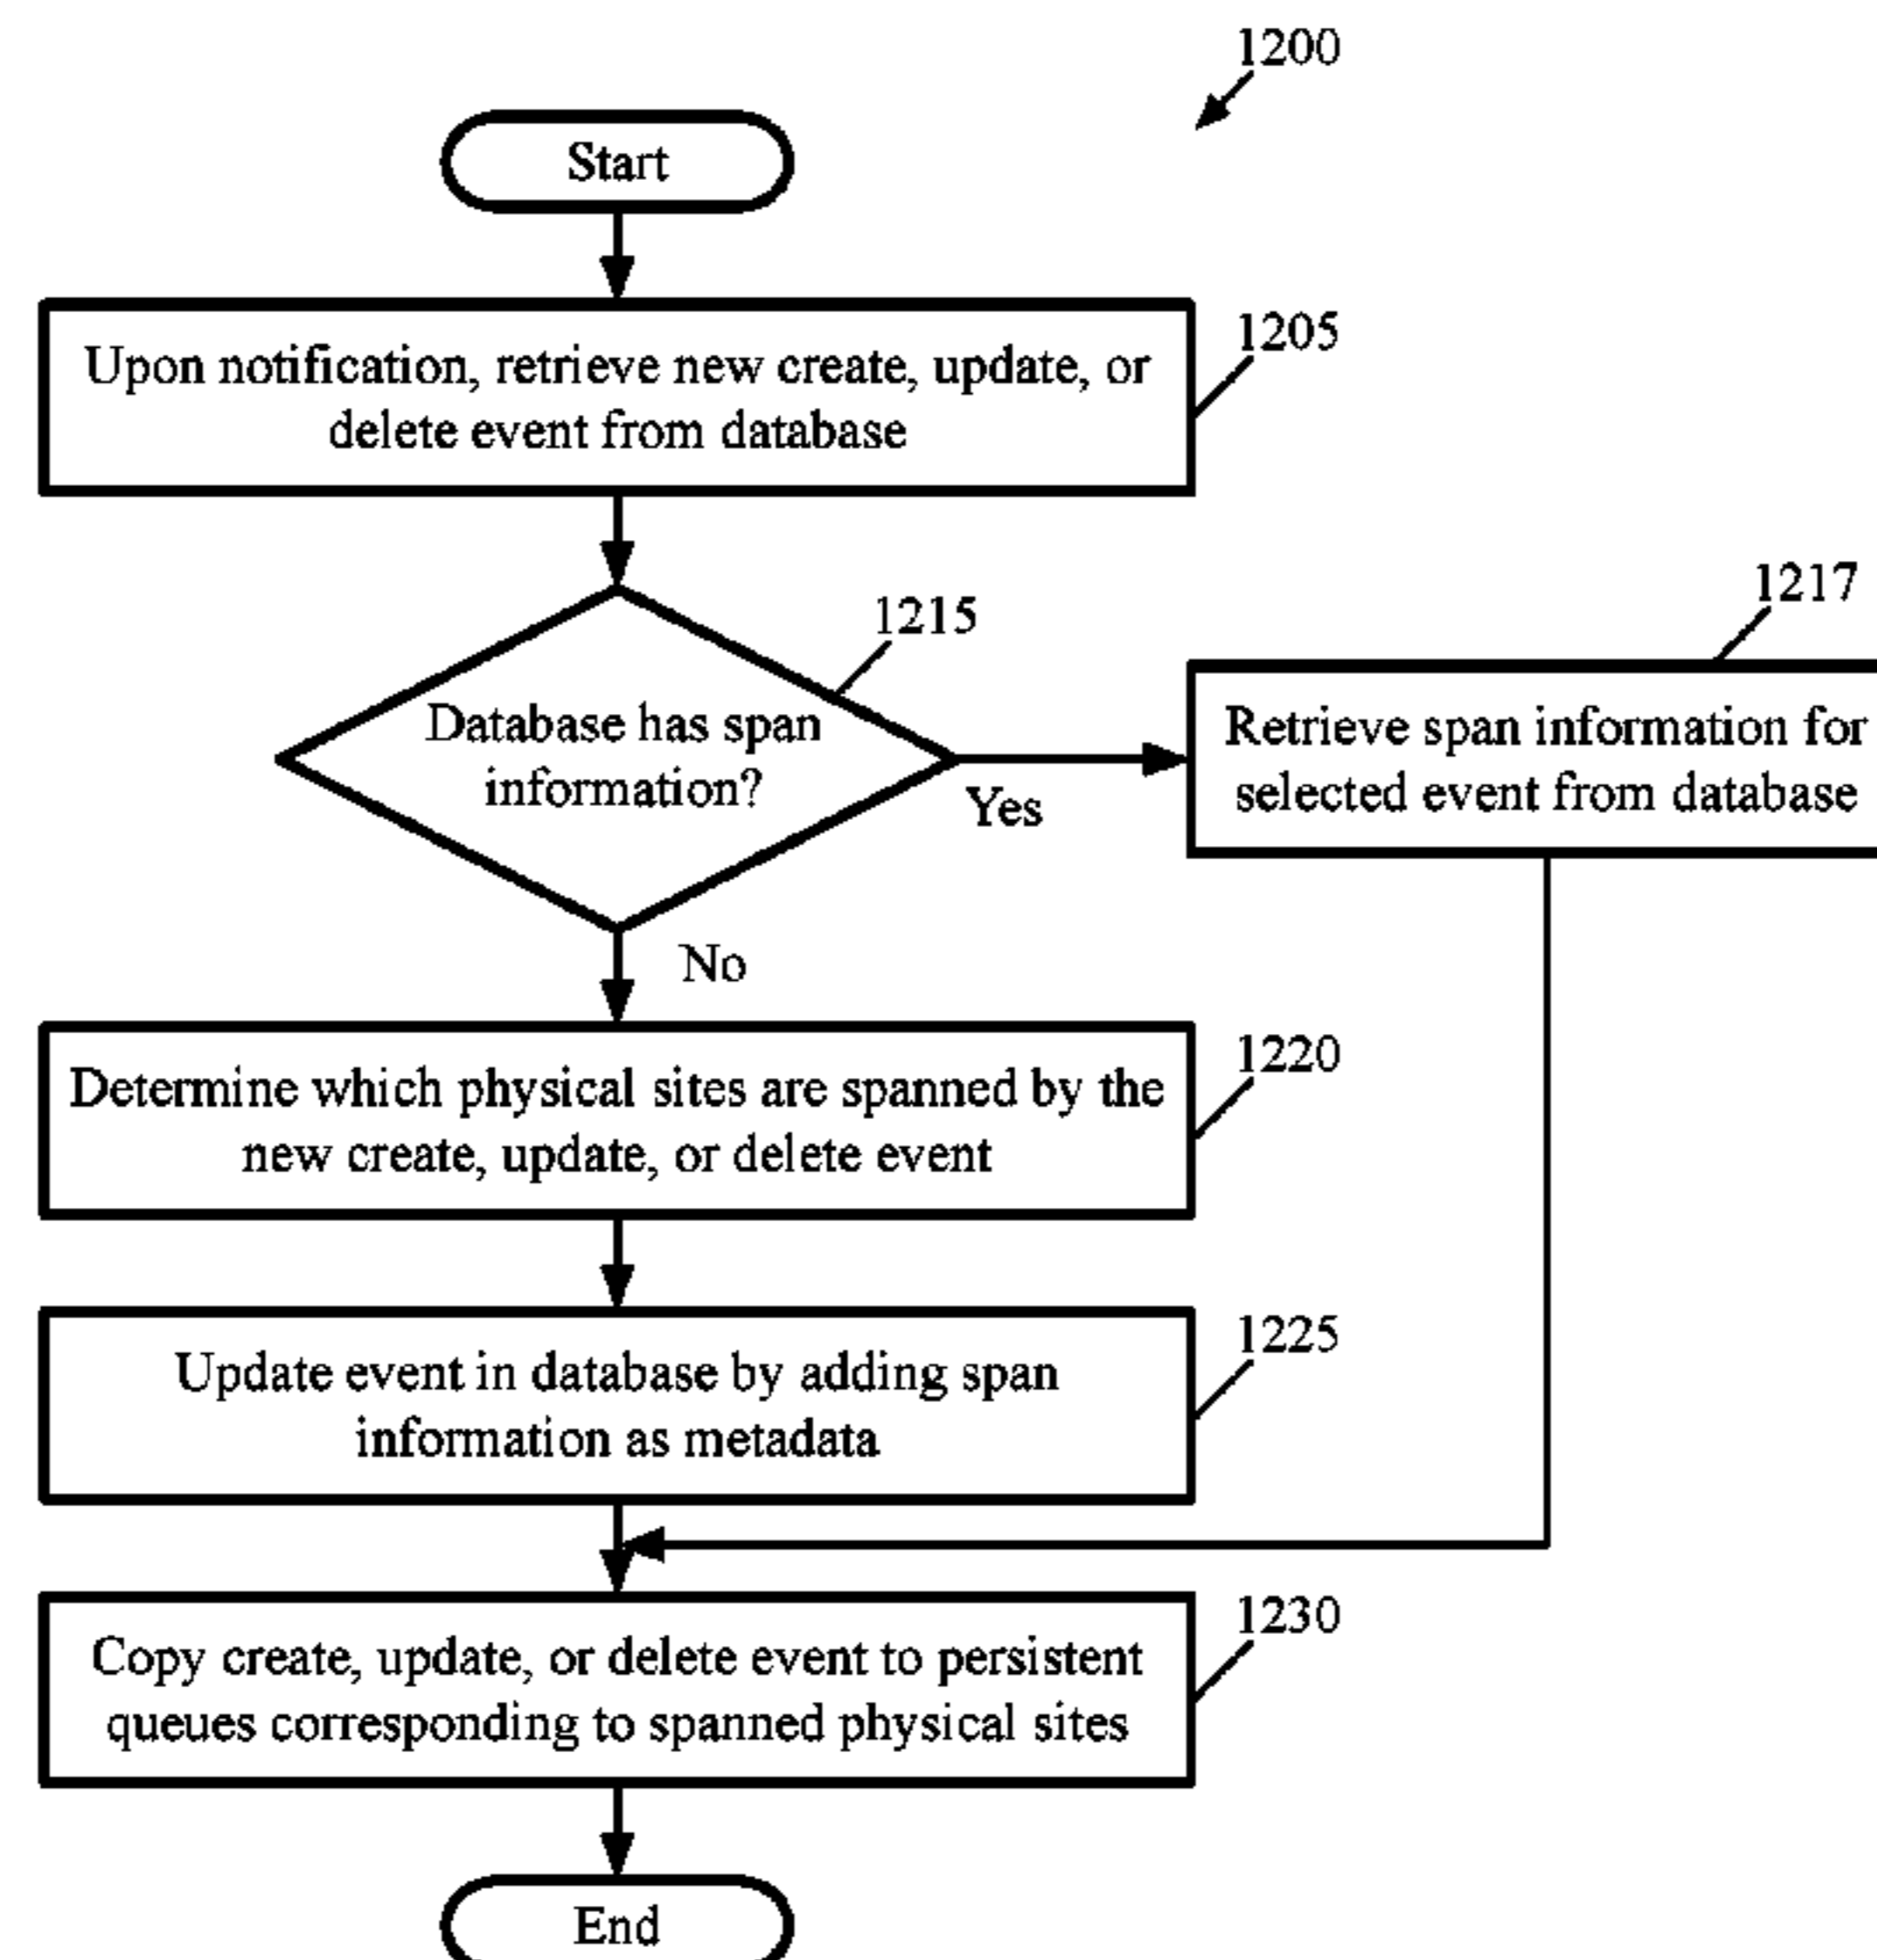 1200
Start
Upon notification, retrieve new create, update, or
delete event from database
1205
Database has span
information?
1215
Yes
No
Retrieve span information for
selected event from database
1217
Determine which physical sites are spanned by the
new create, update, or delete event
1220
Update event in database by adding span
information as metadata
1225
Copy create, update, or delete event to persistent
queues corresponding to spanned physical sites
1230
End